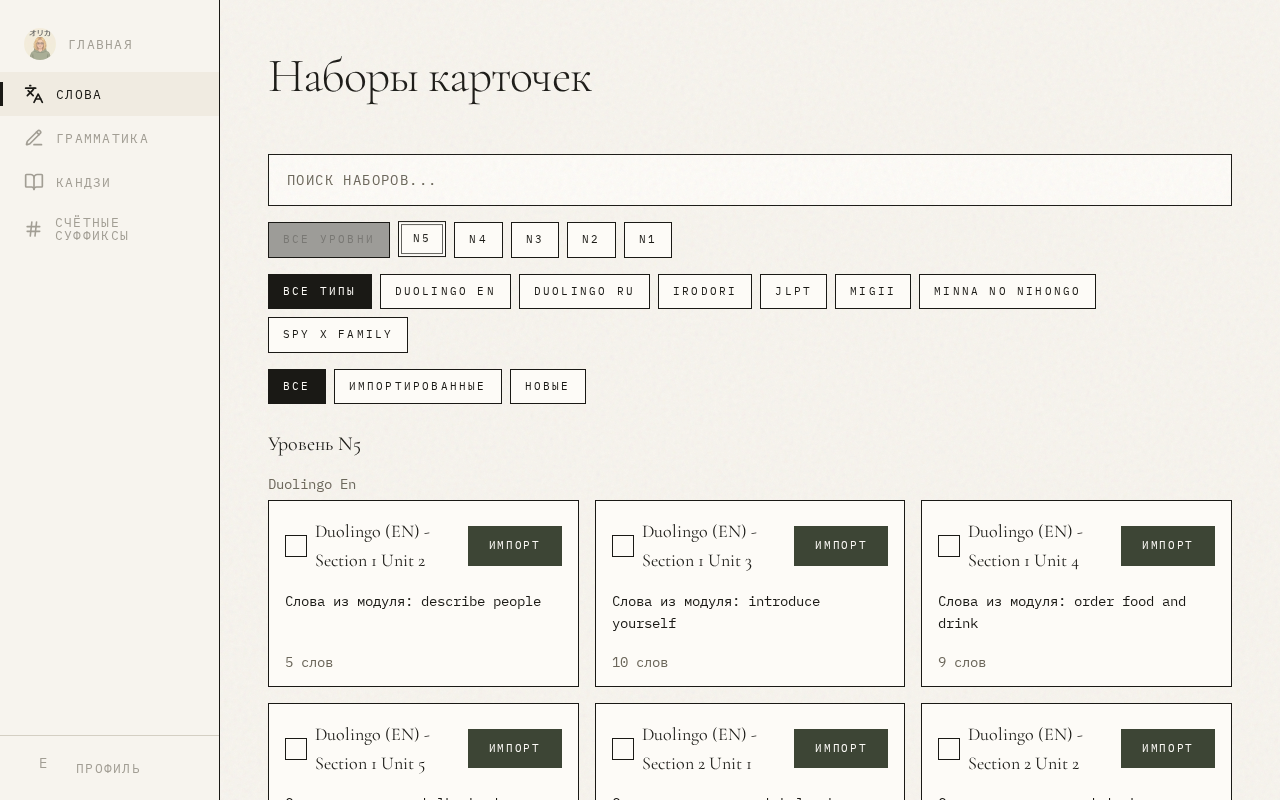 オリカ
ГЛАВНАЯ
СЛОВА
ГРАММАТИКА
КАНДЗИ
СЧЁТНЫЕ
СУФФИКСЫ
E
ПРОФИЛЬ
Наборы карточек
ПОИСК НАБОРОВ...
ВСЕ УРОВНИ
N5
N4
N3
N2
N1
ВСЕ ТИПЫ
DUOLINGO EN
DUOLINGO RU
IRODORI
JLPT
MIGII
MINNA NO NIHONGO
SPY X FAMILY
ВСЕ
ИМПОРТИРОВАННЫЕ
НОВЫЕ
Уровень N5
Duolingo En
Duolingo (EN) -
Section 1 Unit 2
ИМПОРТ
Слова из модуля: describe people
5 слов
Duolingo (EN) -
Section 1 Unit 3
ИМПОРТ
Слова из модуля: introduce
yourself
10 слов
Duolingo (EN) -
Section 1 Unit 4
ИМПОРТ
Слова из модуля: order food and
drink
9 слов
Duolingo (EN) -
Section 1 Unit 5
ИМПОРТ
Duolingo (EN) -
Section 2 Unit 1
ИМПОРТ
Duolingo (EN) -
Section 2 Unit 2
ИМПОРТ